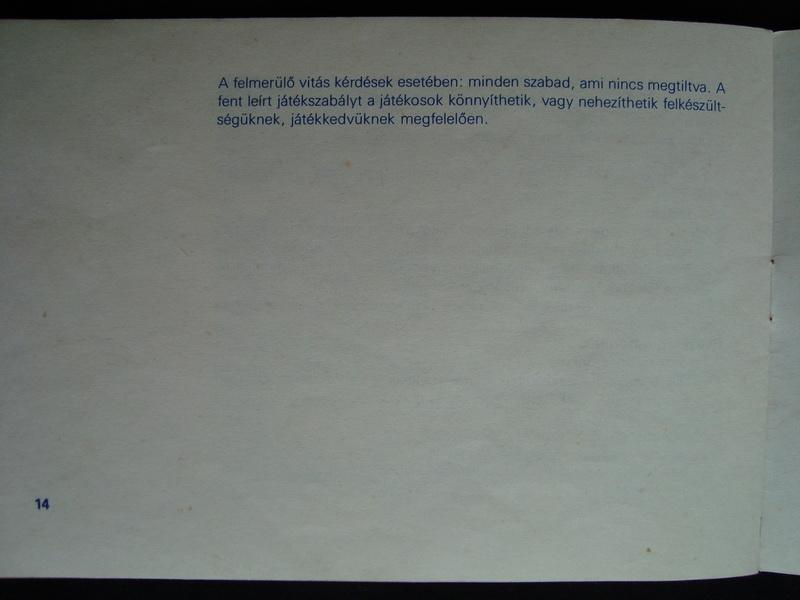 A felmerülő vitás kérdések esetében: minden szabad, ami nincs megtiltva. A
fent leírt játékszabályt a játékosok könnyíthetik, vagy nehezíthetik felkészült-
ségüknek, játékkedvüknek megfelelően.
14